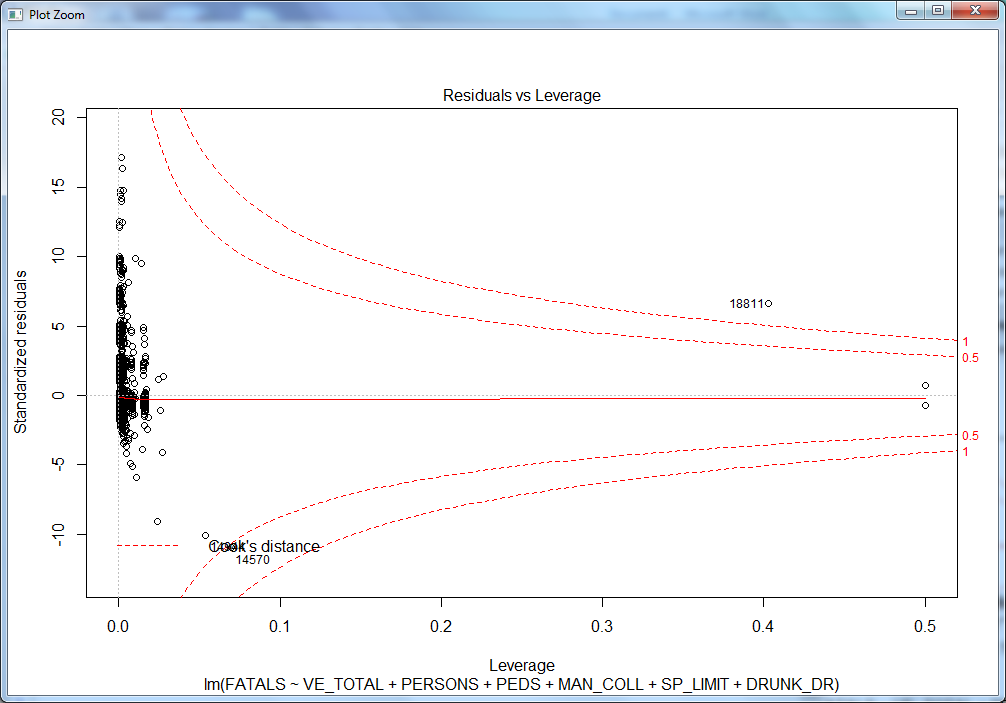 Plot Zoom
Residuals vs Leverage
Standardized residuals
20
15
10
5
0
-5
-10
18811
1
0.5
0.5
1
Cook's distance
14570
0.0 0.1 0.2 0.3 0.4 0.5
Leverage
lm(FATALS ~ VE_TOTAL + PERSONS + PEDS + MAN_COLL + SP_LIMIT + DRUNK_DR)